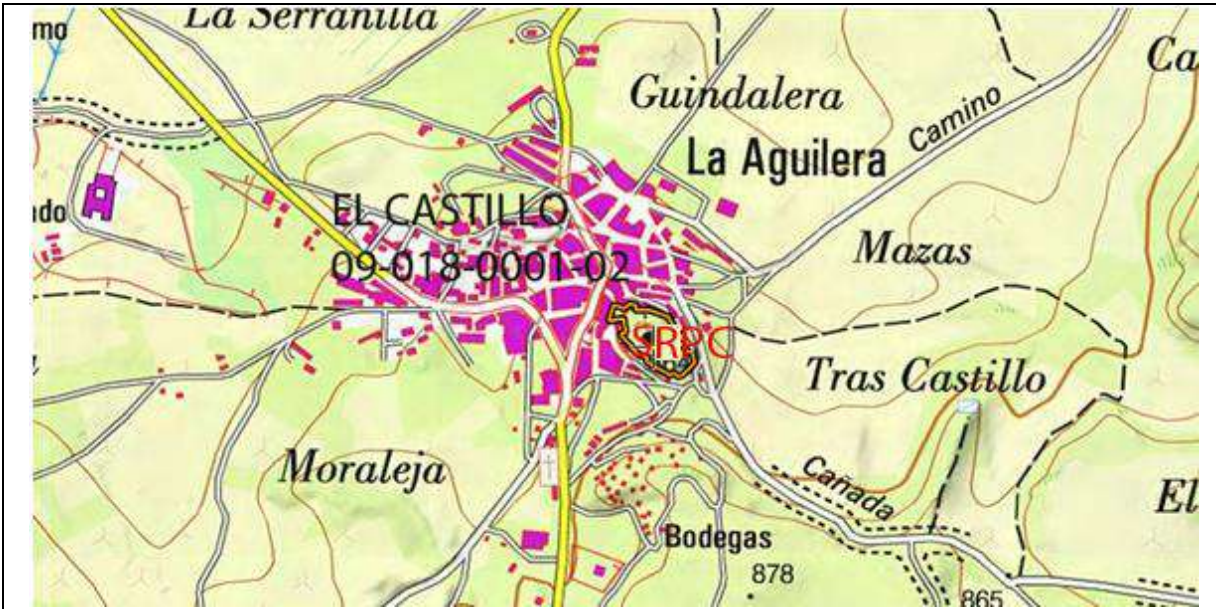 La Serranilla
mo
Ca
Guindalera
Camino
La Aguilera
ado
EL CASTILLO
Mazas
09-018-0001-02
SRPC
Tras Castillo
Moraleja
Cañada
El
Bodegas
878
865